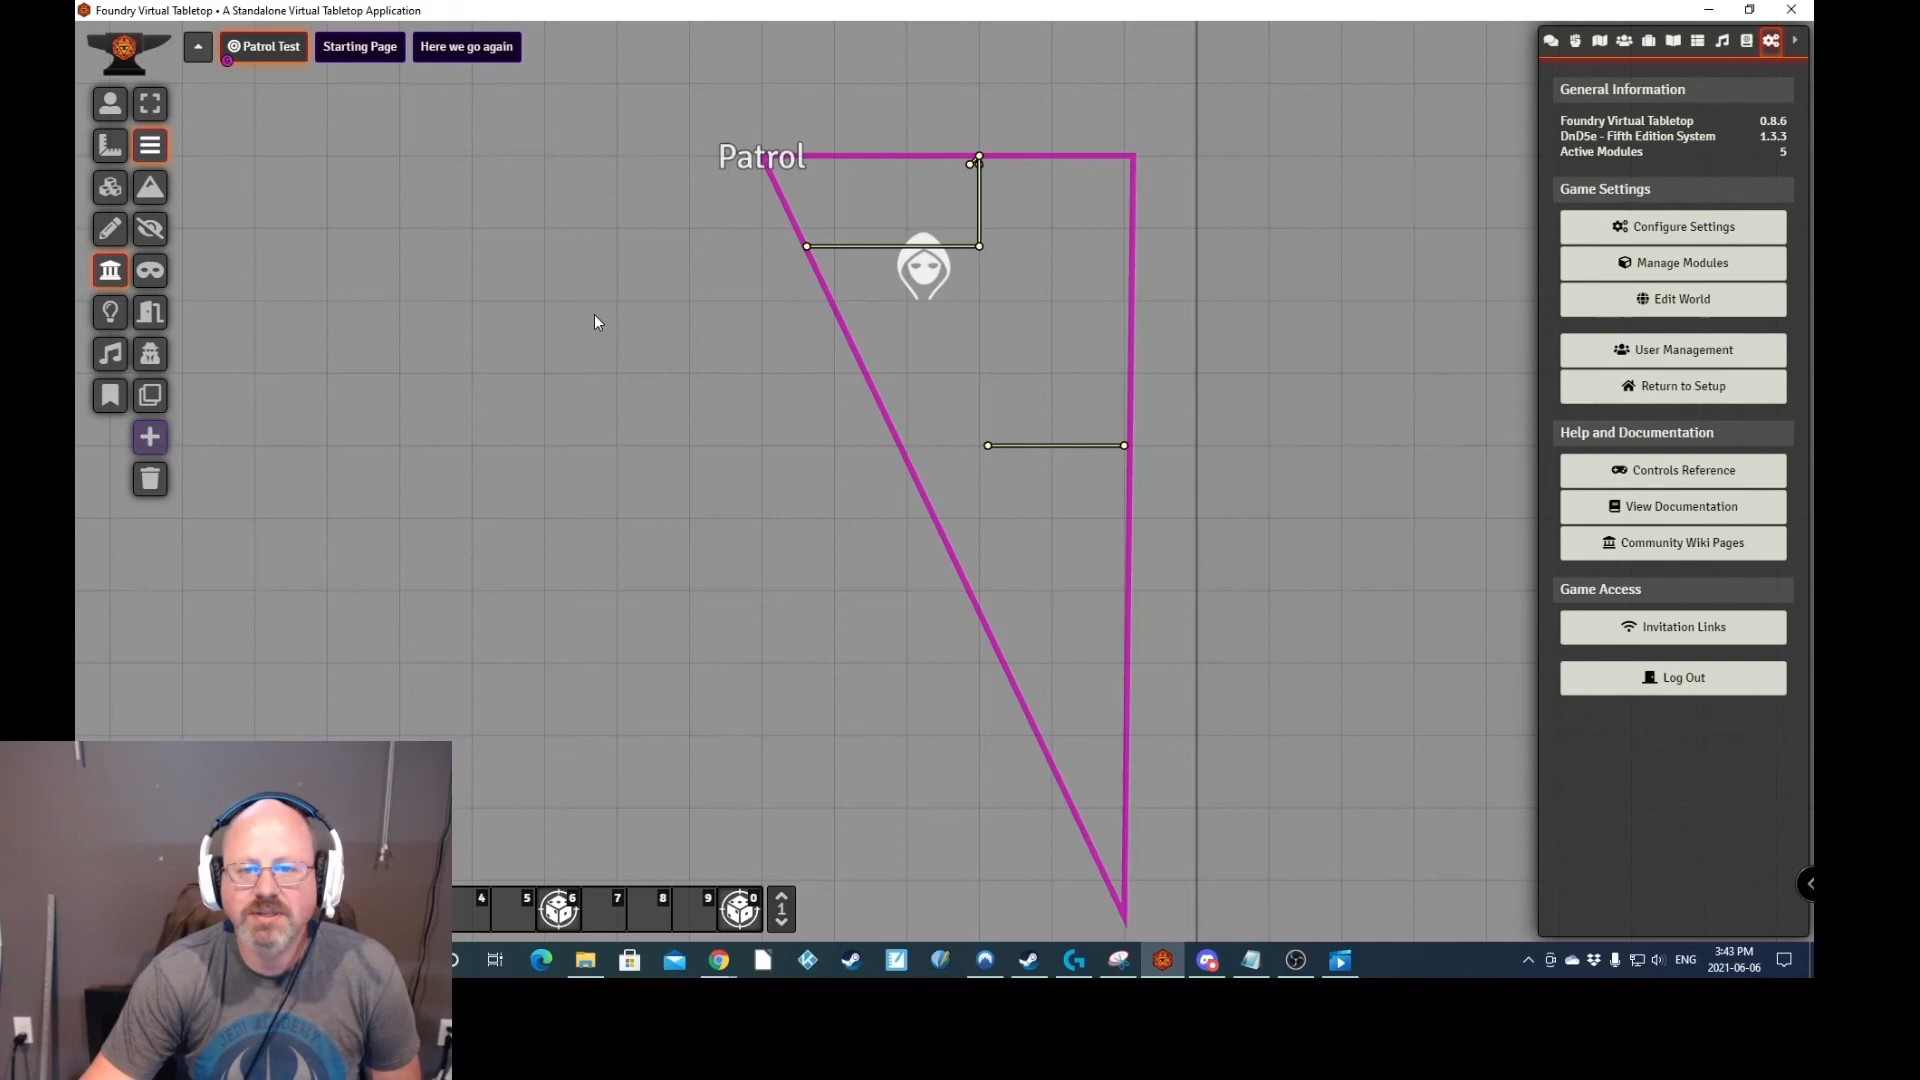 Foundry Virtual Tabletop • A Standalone Virtual Tabletop Application
Patrol Test
Starting Page
Here we go again
G
Patrol
General Information
Foundry Virtual Tabletop 0.8.6
DnD5e - Fifth Edition System 1.3.3
Active Modules 5
Game Settings
Configure Settings
Manage Modules
Edit World
User Management
Return to Setup
Help and Documentation
Controls Reference
View Documentation
Community Wiki Pages
Game Access
Invitation Links
Log Out
4 5 6 7 8 9 0
1
ENG
3:43 PM
2021-06-06
JEDI ACADEMY